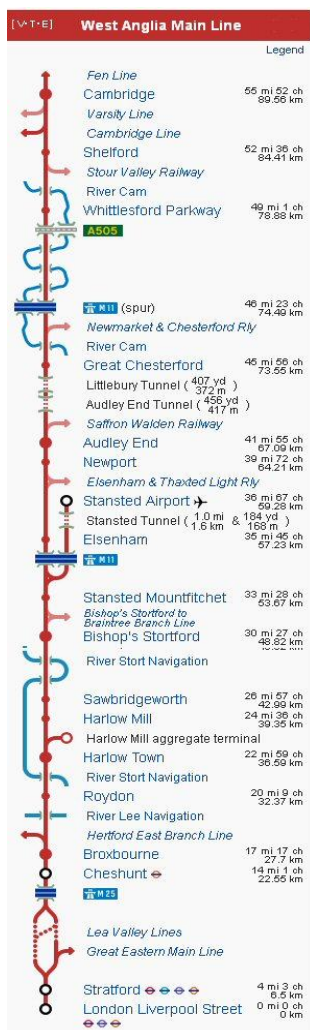 [V·T·E] West Anglia Main Line
Legend
Fen Line
Cambridge 55 mi 52 ch
89.56 km
Varsity Line
Cambridge Line
Shelford 52 mi 36 ch
84.41 km
Stour Valley Railway
River Cam
Whittlesford Parkway 49 mi 1 ch
78.88 km
A505
M11 (spur) 46 mi 23 ch
74.49 km
Newmarket & Chesterford Rly
River Cam
Great Chesterford 45 mi 56 ch
73.55 km
Littlebury Tunnel ( 407 yd
372 m )
Audley End Tunnel ( 456 yd
417 m )
Saffron Walden Railway
Audley End 41 mi 55 ch
67.09 km
Newport 39 mi 72 ch
64.21 km
Elsenham & Thaxted Light Rly
Stansted Airport 36 mi 67 ch
59.28 km
Stansted Tunnel ( 1.0 mi
1.6 km & 184 yd
168 m )
Elsenham 35 mi 45 ch
57.23 km
M11
Stansted Mountfitchet 33 mi 28 ch
53.67 km
Bishop's Stortford to
Braintree Branch Line
Bishop's Stortford 30 mi 27 ch
48.82 km
River Stort Navigation
Sawbridgeworth 26 mi 57 ch
42.99 km
Harlow Mill 24 mi 36 ch
39.35 km
Harlow Mill aggregate terminal
Harlow Town 22 mi 59 ch
36.59 km
River Stort Navigation
Roydon 20 mi 9 ch
32.37 km
River Lee Navigation
Hertford East Branch Line
Broxbourne 17 mi 17 ch
27.7 km
Cheshunt 14 mi 1 ch
22.55 km
M25
Lea Valley Lines
Great Eastern Main Line
Stratford 4 mi 3 ch
6.5 km
London Liverpool Street 0 mi 0 ch
0 km